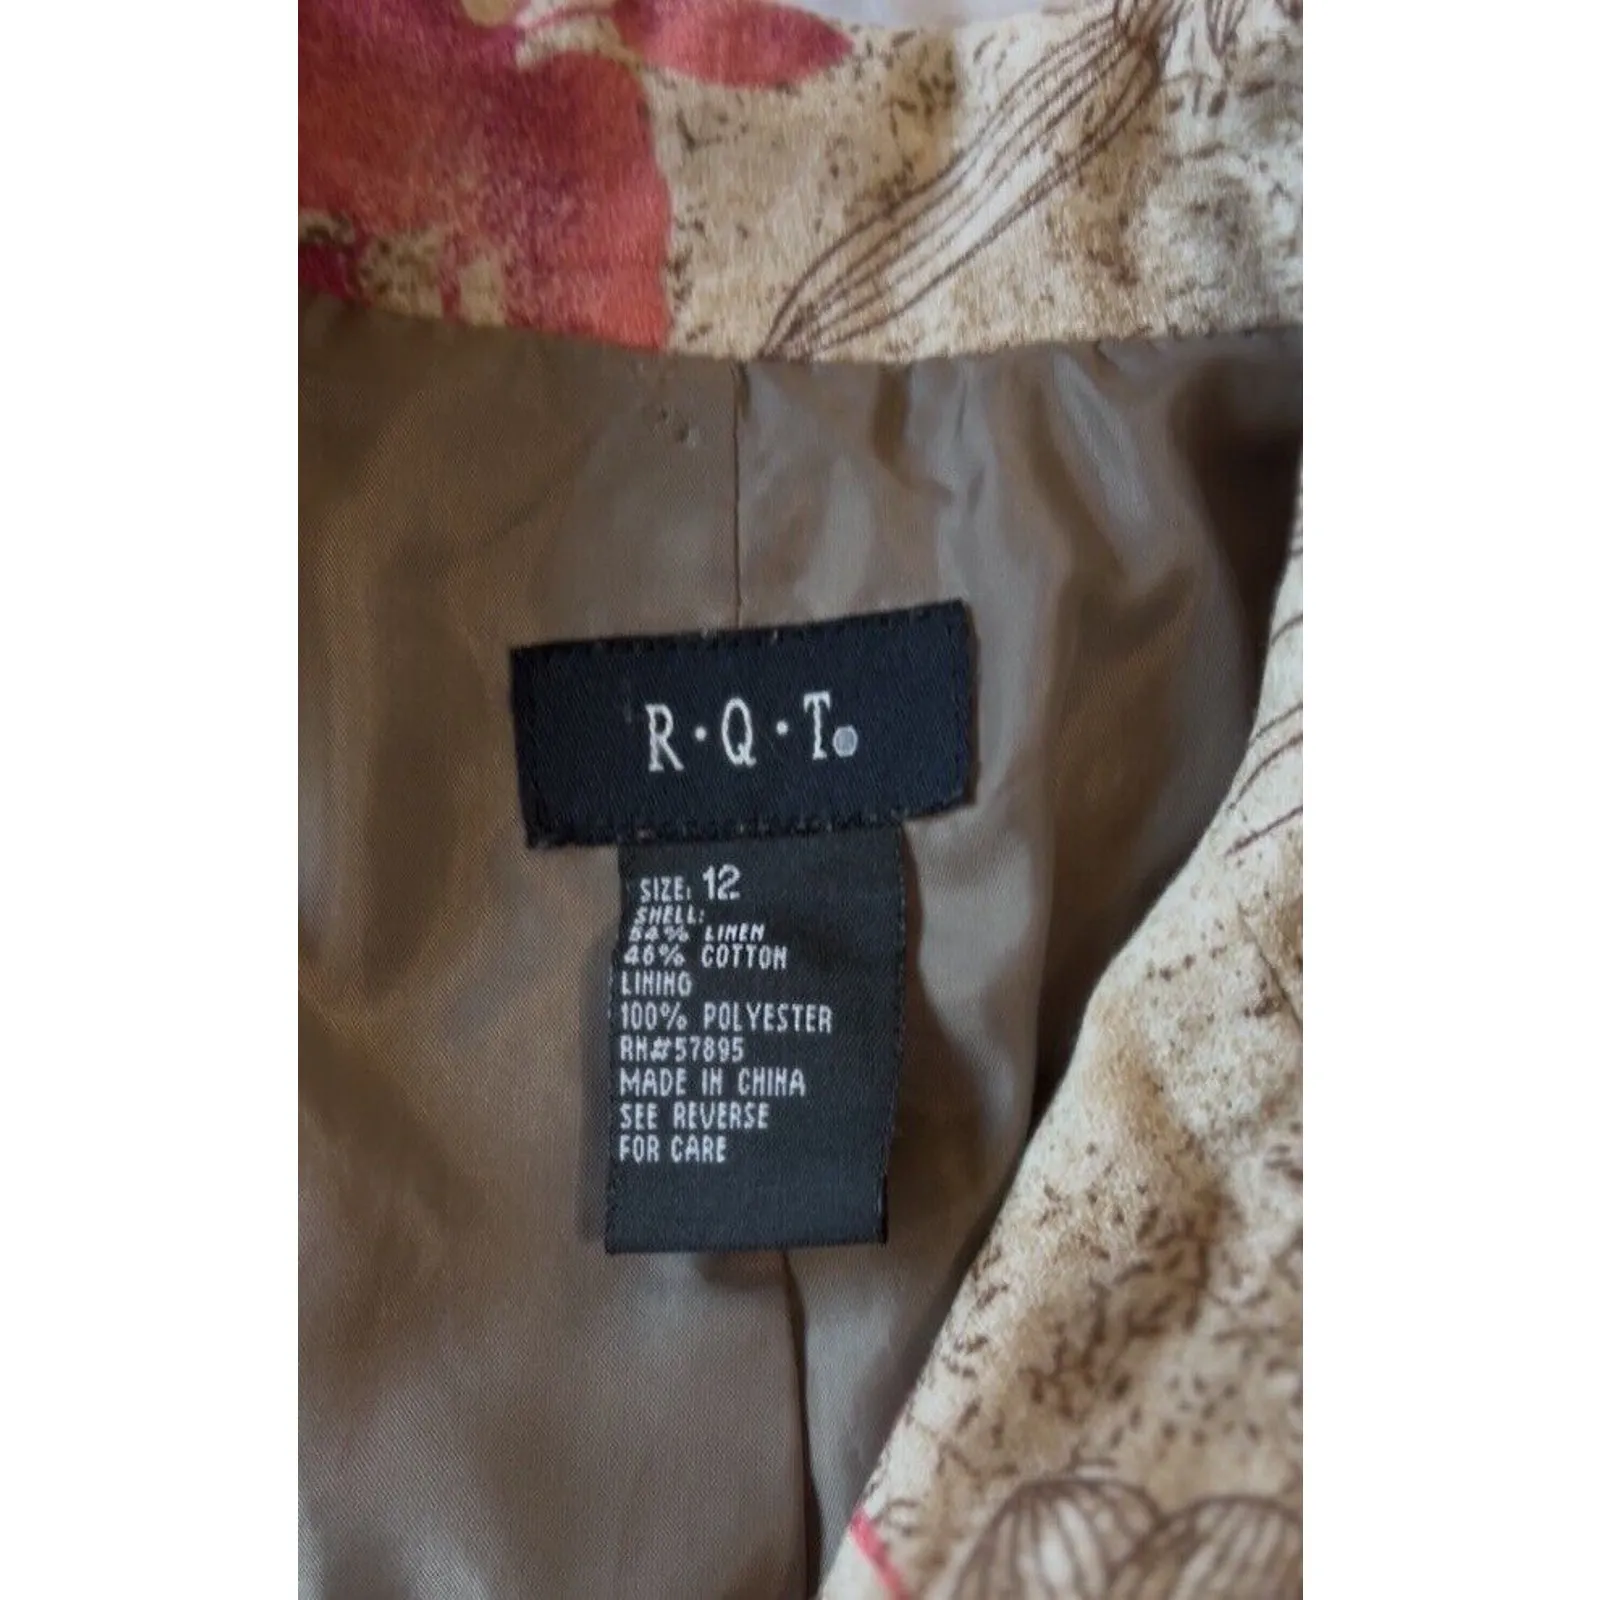 R·Q·T®
SIZE: 12
SHELL:
54% LINEN
46% COTTON
LINING
100% POLYESTER
RN#57895
MADE IN CHINA
SEE REVERSE
FOR CARE